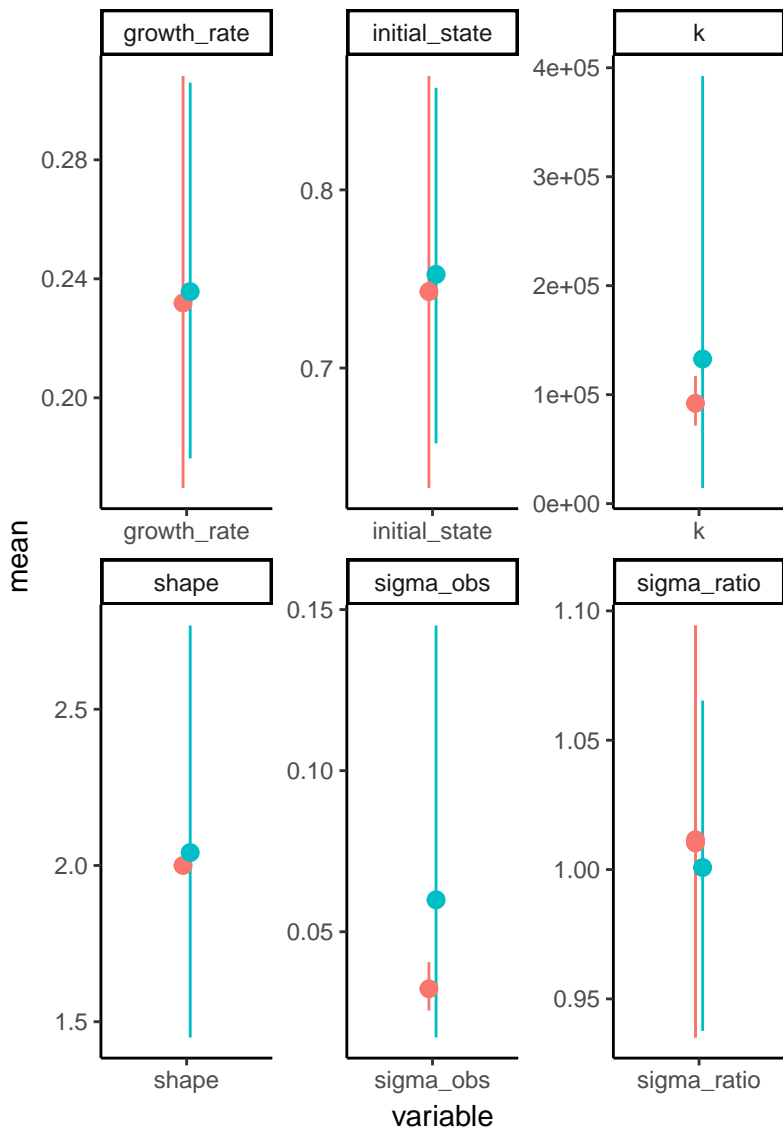 growth_rate initial_state k
0.28
0.24
0.20
0.8
0.7
4e+05
3e+05
2e+05
1e+05
0e+00
growth_rate initial_state k
mean
shape sigma_obs sigma_ratio
2.5
2.0
1.5
0.15
0.10
0.05
1.10
1.05
1.00
0.95
shape sigma_obs sigma_ratio
variable